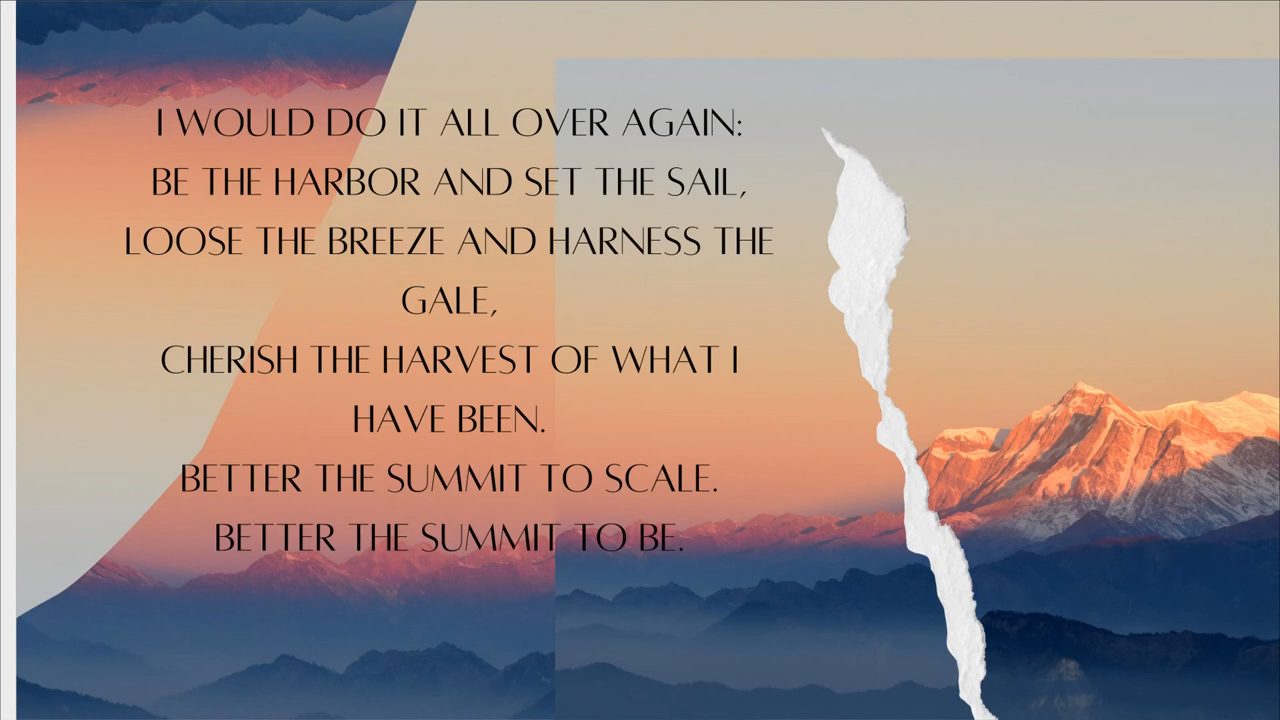 I WOULD DO IT ALL OVER AGAIN:
BE THE HARBOR AND SET THE SAIL,
LOOSE THE BREEZE AND HARNESS THE
GALE,
CHERISH THE HARVEST OF WHAT I
HAVE BEEN.
BETTER THE SUMMIT TO SCALE.
BETTER THE SUMMIT TO BE.